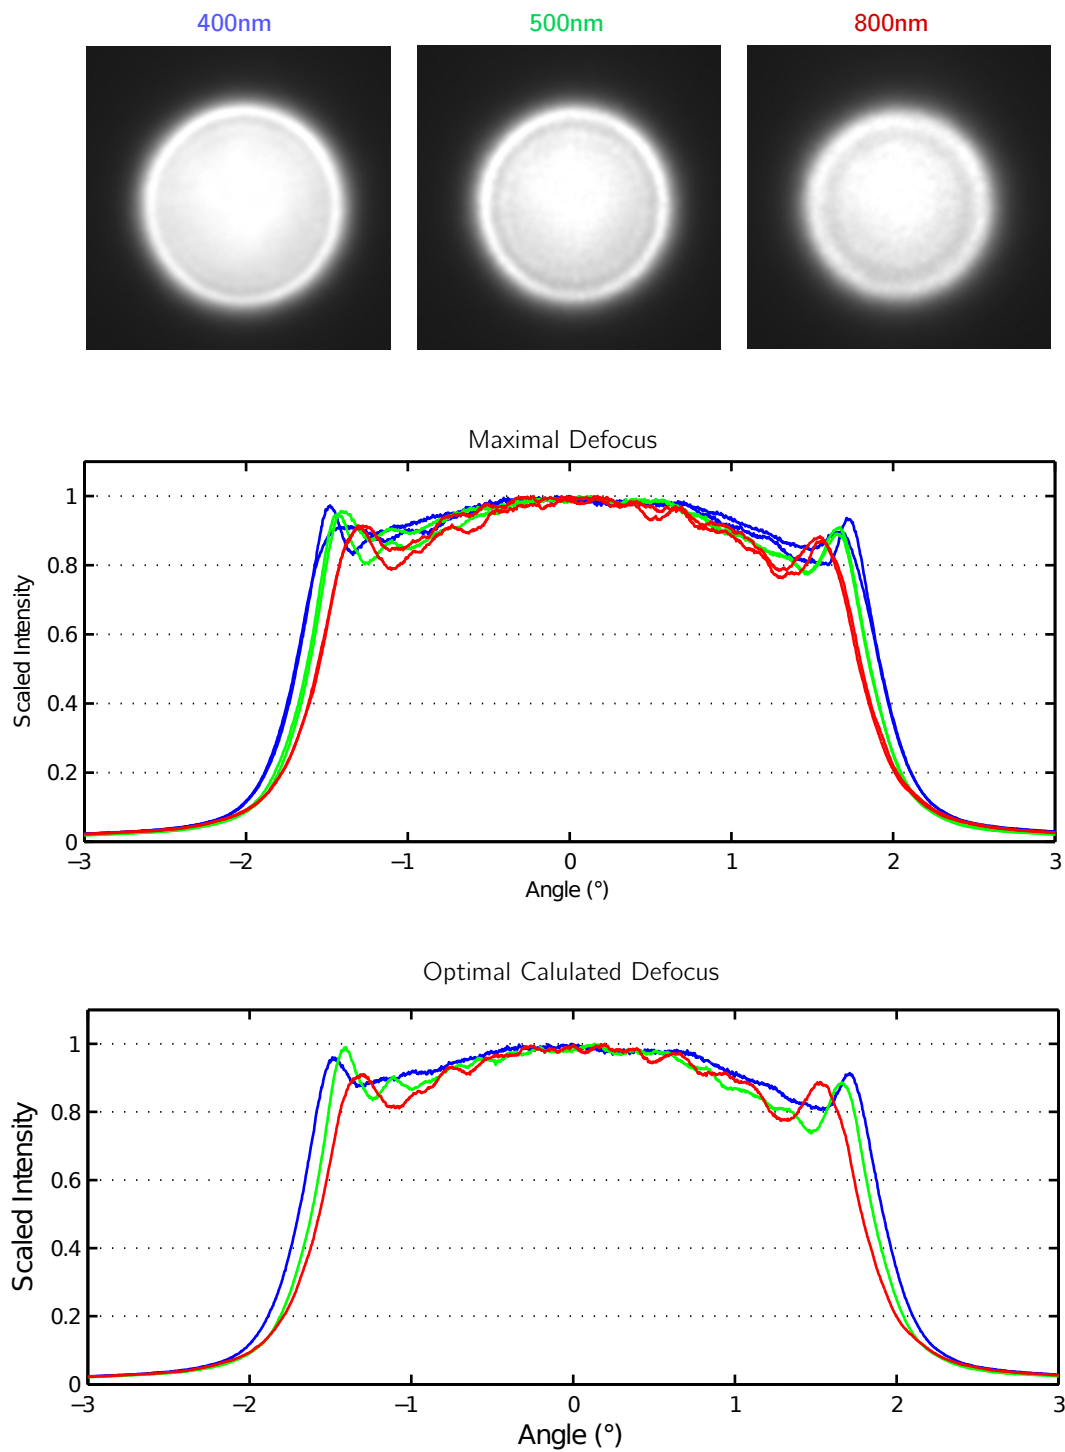 400nm 500nm 800nm
Maximal Defocus
Scaled Intensity
1
0.8
0.6
0.4
0.2
0
−3 −2 −1 0 1 2 3
Angle (°)
Optimal Calulated Defocus
Scaled Intensity
1
0.8
0.6
0.4
0.2
0
−3 −2 −1 0 1 2 3
Angle (°)